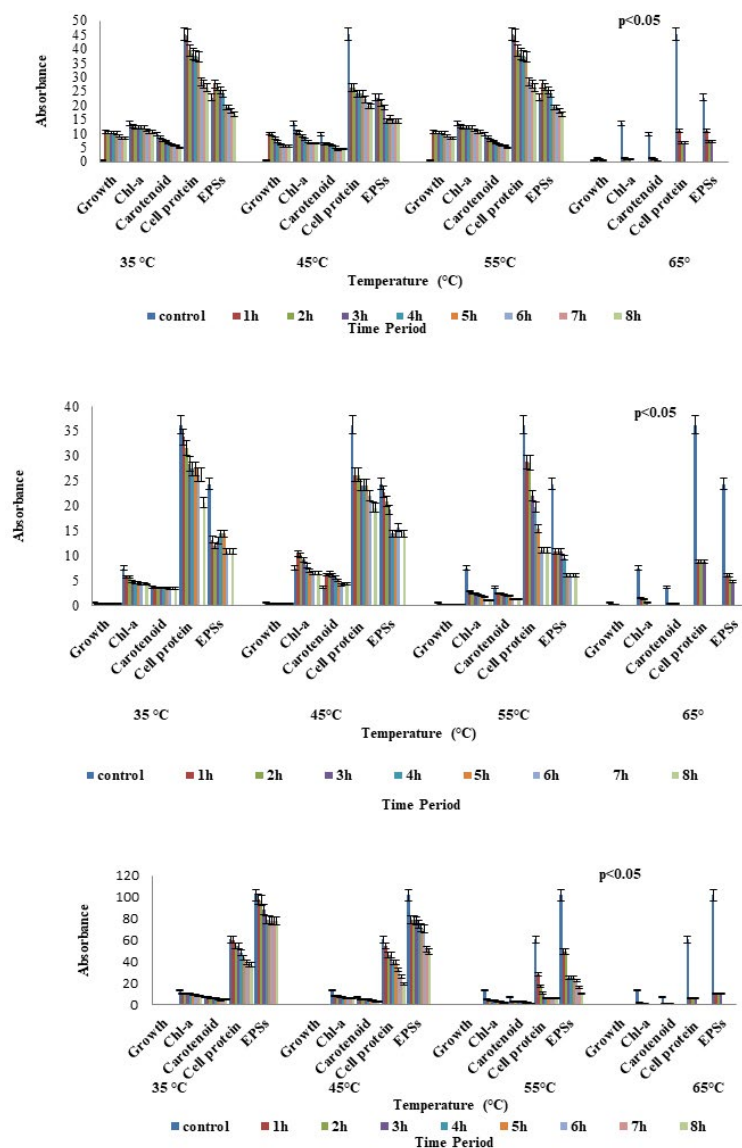 p<0.05
50
45
40
35
30
25
20
15
10
5
0
Absorbance
Growth
Chl-a
Carotenoid
Cell protein
EPSs
Growth
Chl-a
Carotenoid
Cell protein
EPSs
Growth
Chl-a
Carotenoid
Cell protein
EPSs
Growth
Chl-a
Carotenoid
Cell protein
EPSs
35 °C 45°C 55°C 65°
Temperature (°C)
control 1h 2h 3h 4h 5h 6h 7h 8h
Time Period
p<0.05
40
35
30
25
20
15
10
5
0
Absorbance
Growth
Chl-a
Carotenoid
Cell protein
EPSs
Growth
Chl-a
Carotenoid
Cell protein
EPSs
Growth
Chl-a
Carotenoid
Cell protein
EPSs
Growth
Chl-a
Carotenoid
Cell protein
EPSs
35 °C 45°C 55°C 65°
Temperature (°C)
control 1h 2h 3h 4h 5h 6h 7h 8h
Time Period
p<0.05
120
100
80
60
40
20
0
Absorbance
Growth
Chl-a
Carotenoid
Cell protein
EPSs
Growth
Chl-a
Carotenoid
Cell protein
EPSs
Growth
Chl-a
Carotenoid
Cell protein
EPSs
Growth
Chl-a
Carotenoid
Cell protein
EPSs
35 °C 45°C 55°C 65°C
Temperature (°C)
control 1h 2h 3h 4h 5h 6h 7h 8h
Time Period